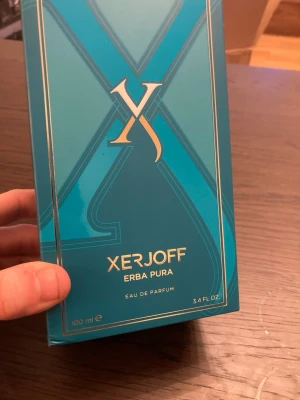 X
XERJOFF
ERBA PURA
EAU DE PARFUM
100 ml e 3.4 FL.OZ.